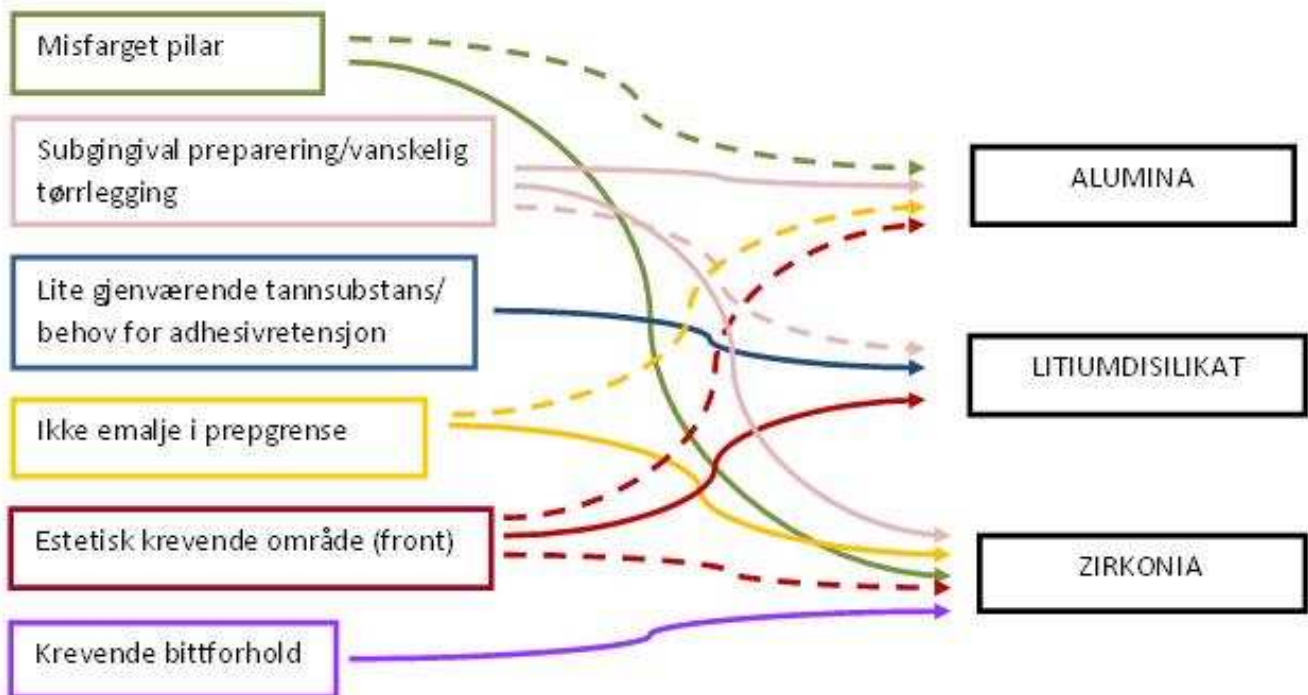 Misfarget pilar
Subgingival preparering/vanskelig
tørrlegging
Lite gjenværende tannsubstans/
behov for adhesivretensjon
Ikke emalje i prepgrense
Estetisk krevende område (front)
Krevende bittforhold
ALUMINA
LITIUMDISILIKAT
ZIRKONIA